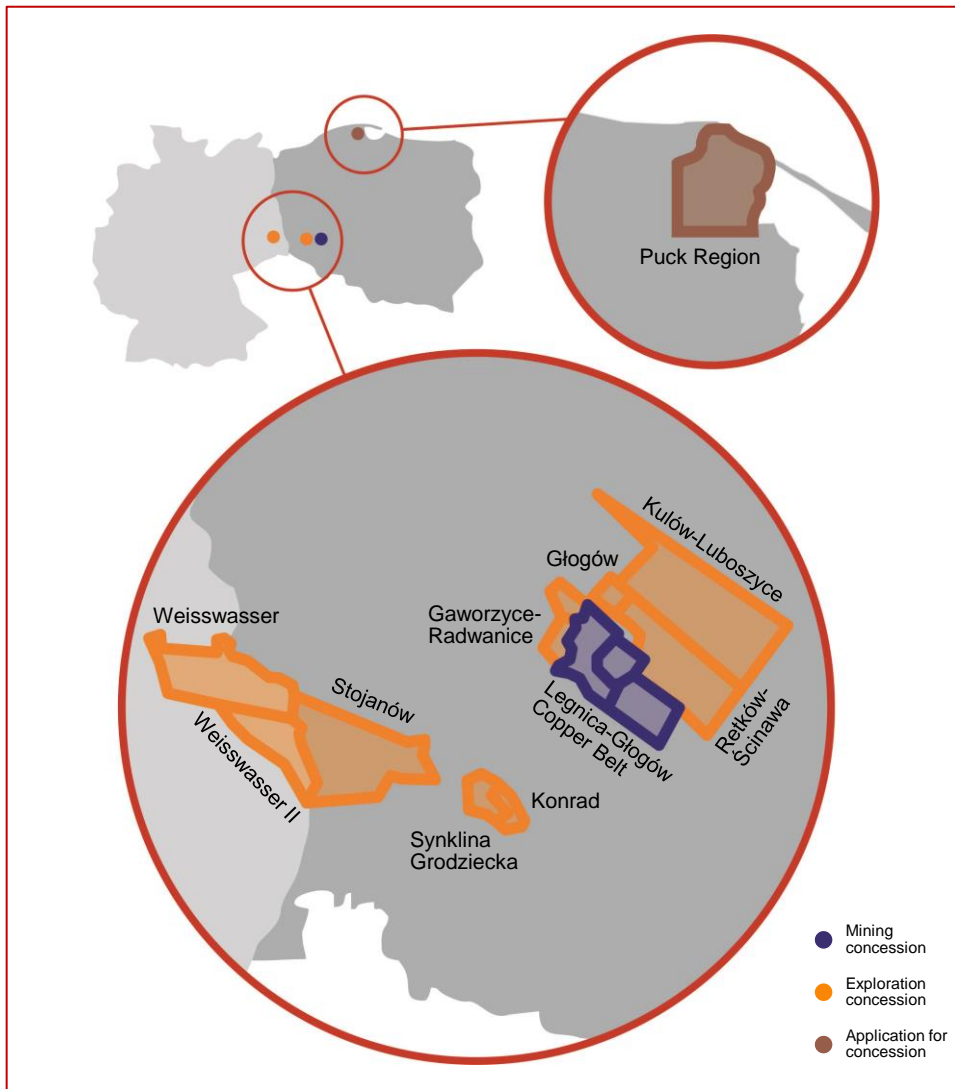 Puck Region
Kulów-Luboszyce
Głogów
Gaworzyce-
Radwanice
Weisswasser
Stojanów
Legnica-Głogów
Copper Belt
Retków-
Ścinawa
Weisswasser II
Konrad
Synklina
Grodziecka
Mining
concession
Exploration
concession
Application for
concession